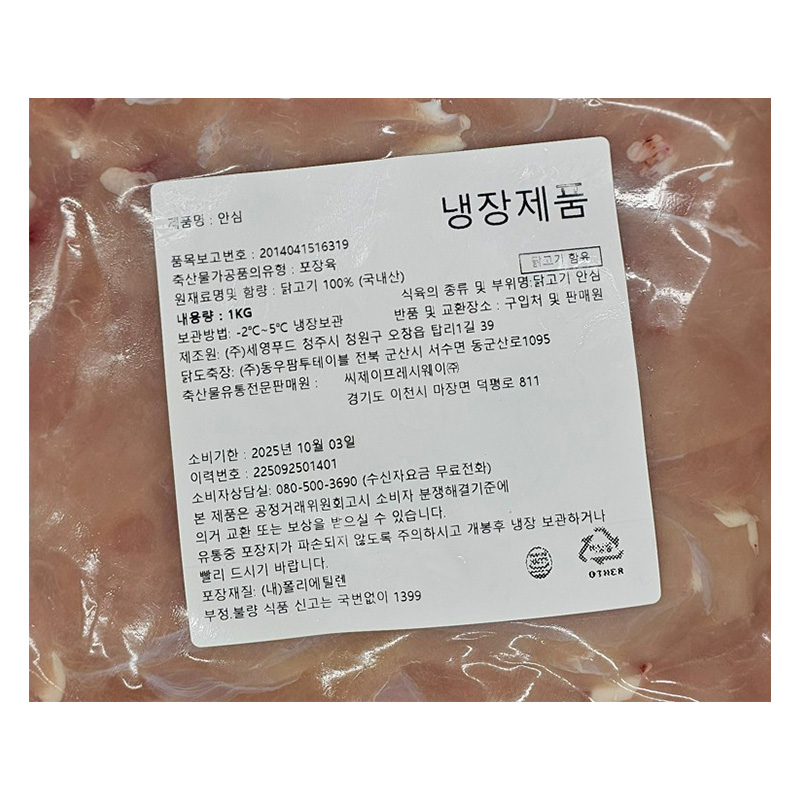 냉장제품
제품명 : 안심
닭고기 함유
품목보고번호 : 2014041516319
축산물가공품의유형 : 포장육
원재료명및 함량 : 닭고기 100% (국내산)
식육의 종류 및 부위명:닭고기 안심
내용량 : 1KG
반품 및 교환장소 : 구입처 및 판매원
보관방법: -2℃~5℃ 냉장보관
제조원: (주)세영푸드 청주시 청원구 오창읍 탑리1길 39
닭도축장: (주)동우팜투테이블 전북 군산시 서수면 동군산로1095
축산물유통전문판매원 : 씨제이프레시웨이㈜
경기도 이천시 마장면 덕평로 811
소비기한 : 2025년 10월 03일
이력번호 : 225092501401
소비자상담실: 080-500-3690 (수신자요금 무료전화)
본 제품은 공정거래위원회고시 소비자 분쟁해결기준에
의거 교환 또는 보상을 받으실 수 있습니다.
유통중 포장지가 파손되지 않도록 주의하시고 개봉후 냉장 보관하거나
빨리 드시기 바랍니다.
포장재질: (내)폴리에틸렌
부정.불량 식품 신고는 국번없이 1399
OTHER